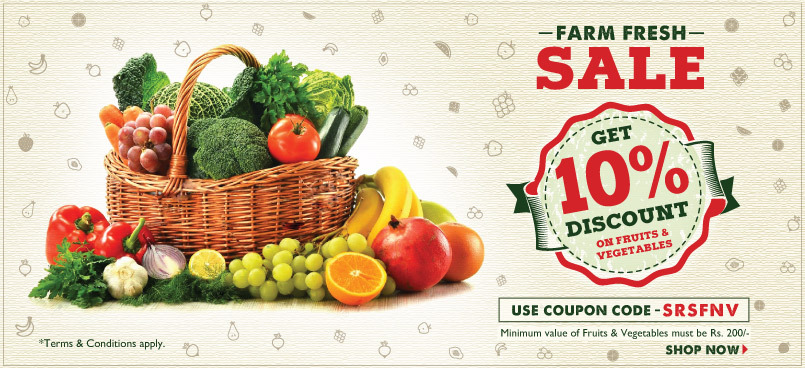 —FARM FRESH—
SALE
GET
10%
DISCOUNT
ON FRUITS &
VEGETABLES
USE COUPON CODE - SRSFNV
Minimum value of Fruits & Vegetables must be Rs. 200/-
*Terms & Conditions apply.
SHOP NOW